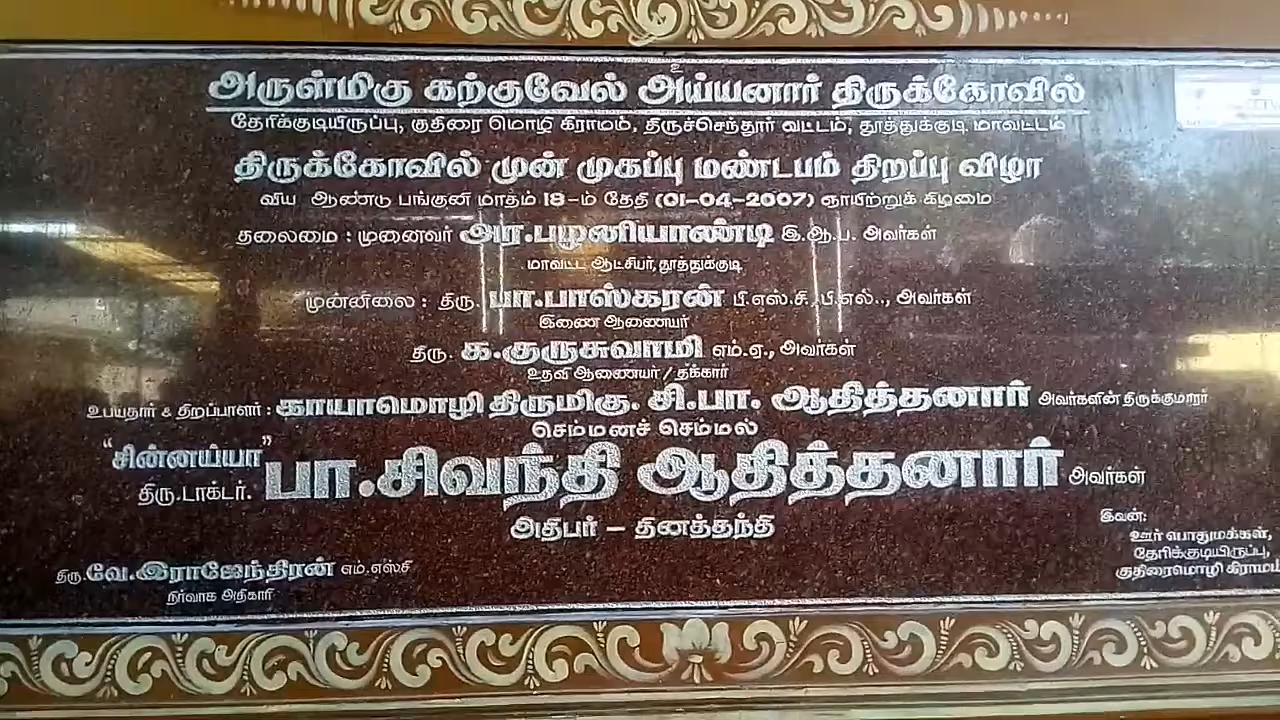 உ
அருள்மிகு கற்குவேல் அய்யனார் திருக்கோவில்
தேரிக்குடியிருப்பு, குதிரை மொழி கிராமம், திருச்செந்தூர் வட்டம், தூத்துக்குடி மாவட்டம்
திருக்கோவில் முன் முகப்பு மண்டபம் திறப்பு விழா
விய ஆண்டு பங்குனி மாதம் 18-ம் தேதி (01-04-2007) ஞாயிற்றுக் கிழமை
தலைமை : முனைவர் அர.பழனியாண்டி இ.ஆ.ப. அவர்கள்
மாவட்ட ஆட்சியர், தூத்துக்குடி
முன்னிலை : திரு. பா.பாஸ்கரன் பி.எஸ்.சி., பி.எல்.., அவர்கள்
இணை ஆணையர்
திரு. க.குருசுவாமி எம்.ஏ., அவர்கள்
உதவி ஆணையர் / தக்கார்
உபயதார் & திறப்பாளர் : காயாமொழி திருமிகு. சி.பா. ஆதித்தனார் அவர்களின் திருக்குமாரர்
செம்மனச் செம்மல்
"சின்னய்யா"
திரு.டாக்டர். பா.சிவந்தி ஆதித்தனார் அவர்கள்
அதிபர் – தினத்தந்தி
இவன்:
ஊர் பொதுமக்கள்,
தேரிக்குடியிருப்பு,
குதிரைமொழி கிராமம்
திரு.வே.இராஜேந்திரன் எம்.எஸ்சி
நிர்வாக அதிகாரி